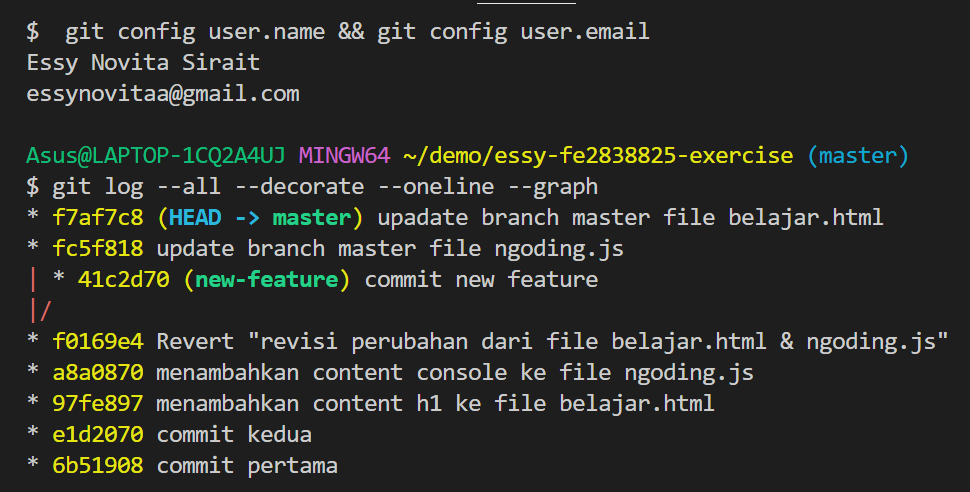 $  git config user.name && git config user.email
Essy Novita Sirait
essynovitaa@gmail.com
Asus@LAPTOP-1CQ2A4UJ MINGW64 ~/demo/essy-fe2838825-exercise (master)
$ git log --all --decorate --oneline --graph
* f7af7c8 (HEAD -> master) upadate branch master file belajar.html
* fc5f818 update branch master file ngoding.js
| * 41c2d70 (new-feature) commit new feature
|/
* f0169e4 Revert "revisi perubahan dari file belajar.html & ngoding.js"
* a8a0870 menambahkan content console ke file ngoding.js
* 97fe897 menambahkan content h1 ke file belajar.html
* e1d2070 commit kedua
* 6b51908 commit pertama